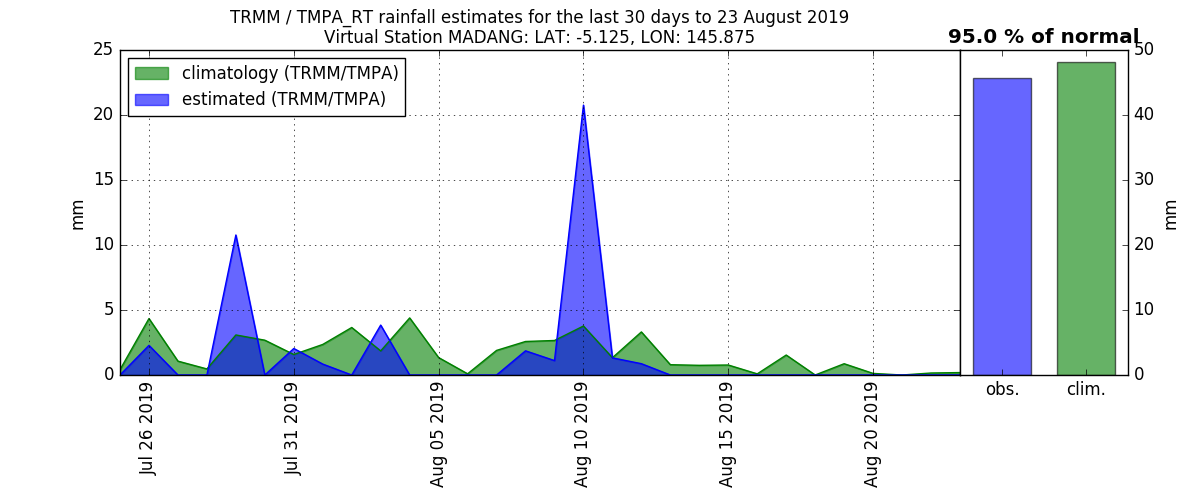 TRMM / TMPA_RT rainfall estimates for the last 30 days to 23 August 2019
Virtual Station MADANG: LAT: -5.125, LON: 145.875
95.0 % of normal
climatology (TRMM/TMPA)
estimated (TRMM/TMPA)
25
20
15
10
5
0
mm
50
40
30
20
10
0
mm
Jul 26 2019
Jul 31 2019
Aug 05 2019
Aug 10 2019
Aug 15 2019
Aug 20 2019
obs.
clim.